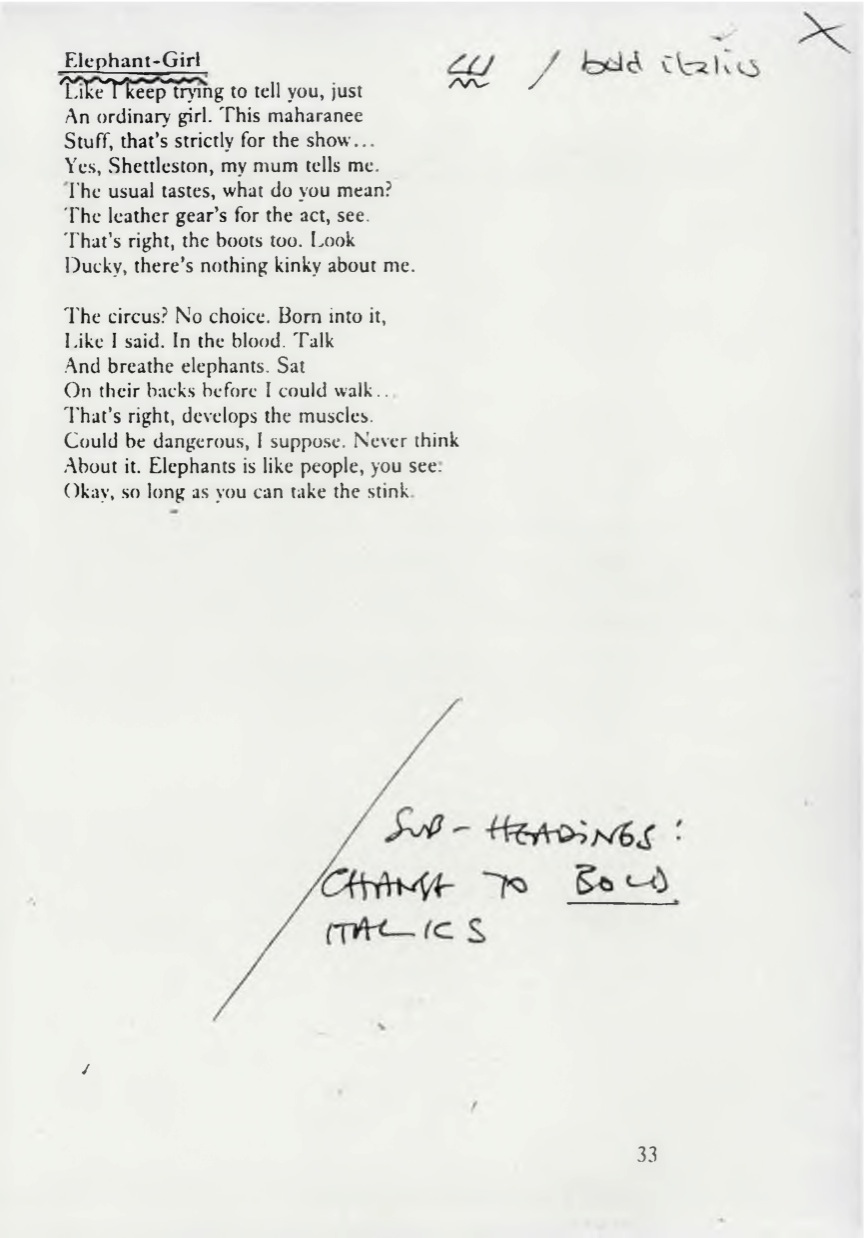 Elephant-Girl
/ bold italics
Like I keep trying to tell you, just
An ordinary girl. This maharanee
Stuff, that's strictly for the show...
Yes, Shettleston, my mum tells me.
The usual tastes, what do you mean?
The leather gear's for the act, see.
That's right, the boots too. Look
Ducky, there's nothing kinky about me.
The circus? No choice. Born into it,
Like I said. In the blood. Talk
And breathe elephants. Sat
On their backs before I could walk...
That's right, develops the muscles.
Could be dangerous, I suppose. Never think
About it. Elephants is like people, you see:
Okay, so long as you can take the stink.
SUB-HEADINGS:
CHANGE TO BOLD
ITALICS
33